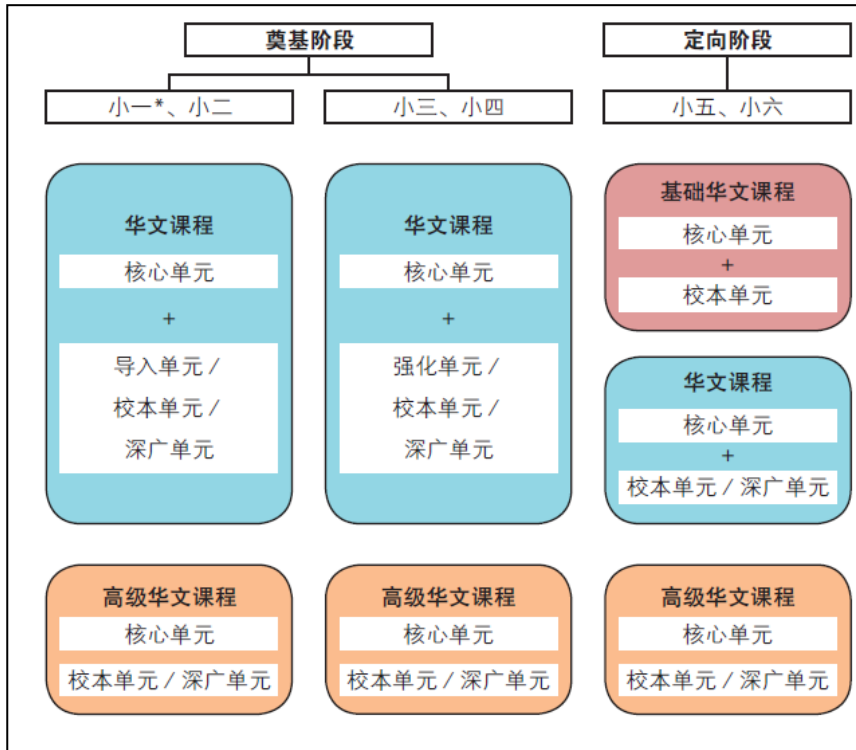 奠基阶段
定向阶段
小一*、小二
小三、小四
小五、小六
华文课程
核心单元
+
导入单元 /
校本单元 /
深广单元
华文课程
核心单元
+
强化单元 /
校本单元 /
深广单元
基础华文课程
核心单元
+
校本单元
华文课程
核心单元
+
校本单元 / 深广单元
高级华文课程
核心单元
校本单元 / 深广单元
高级华文课程
核心单元
校本单元 / 深广单元
高级华文课程
核心单元
校本单元 / 深广单元